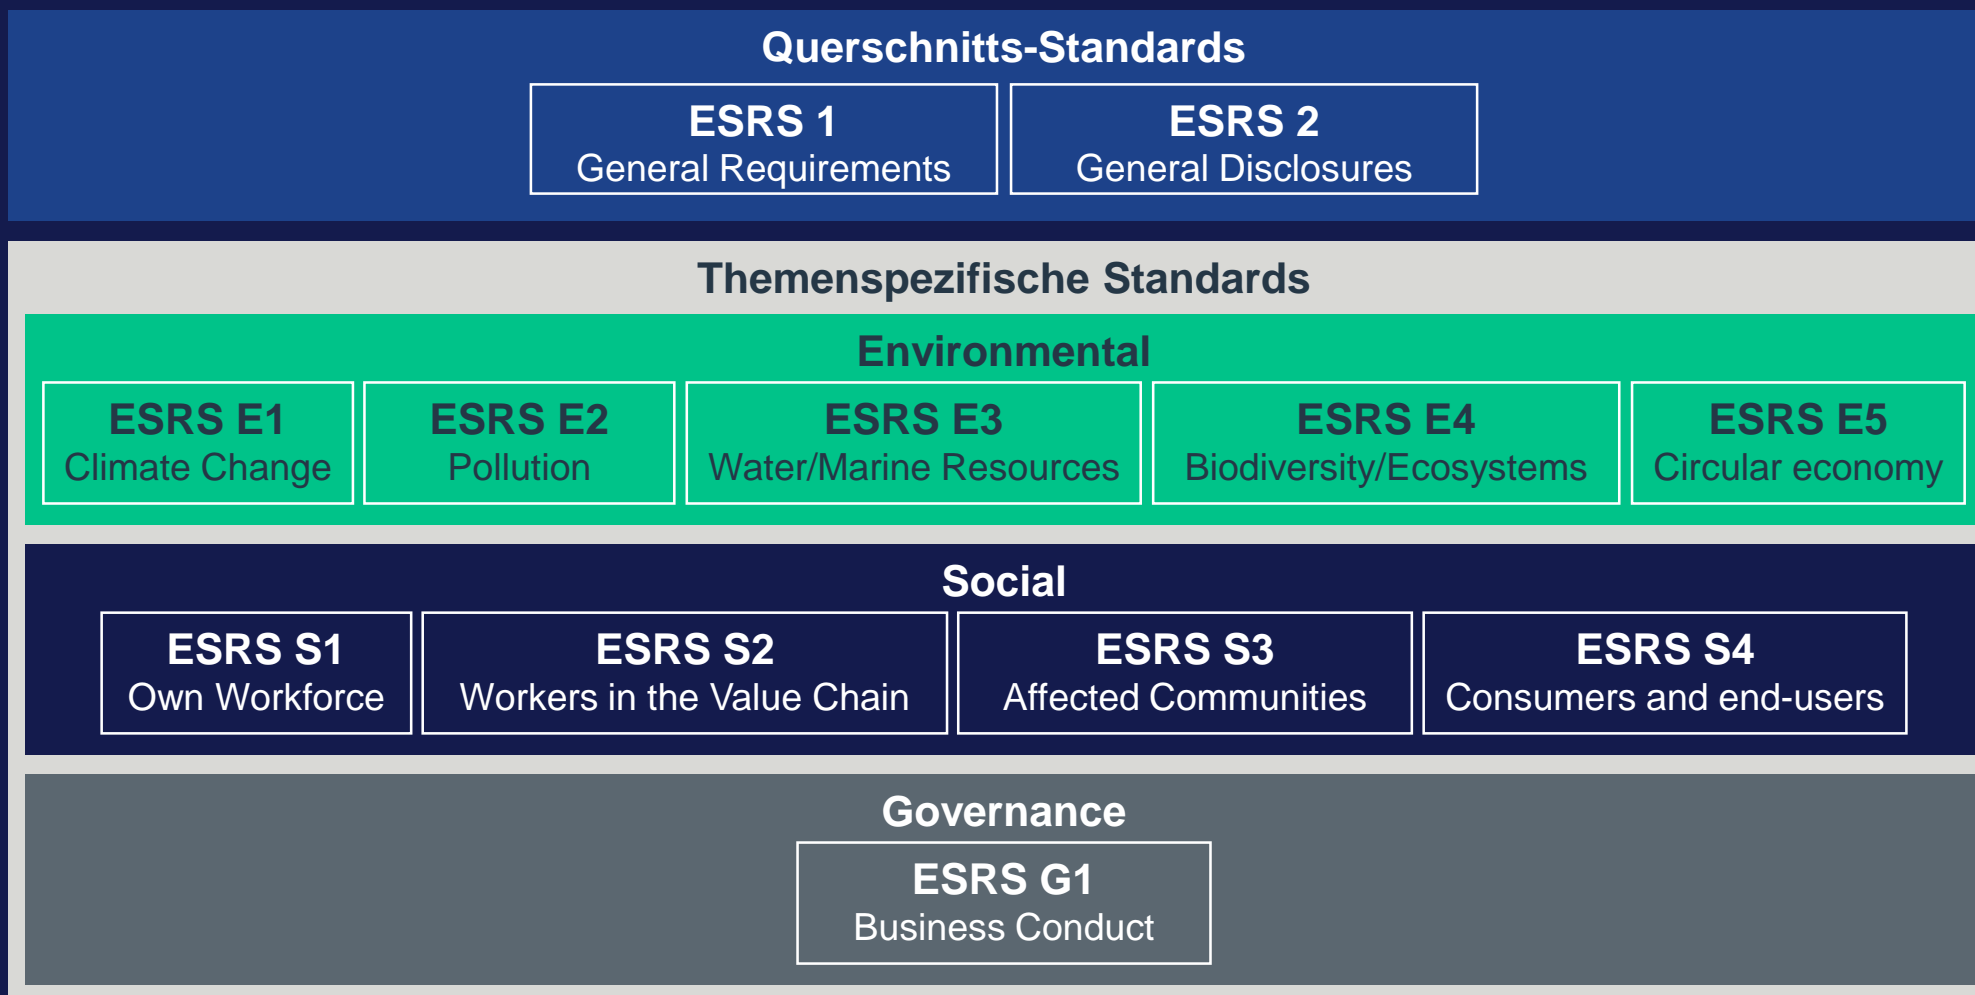 Querschnitts-Standards
ESRS 1
General Requirements
ESRS 2
General Disclosures
Themenspezifische Standards
Environmental
ESRS E1
Climate Change
ESRS E2
Pollution
ESRS E3
Water/Marine Resources
ESRS E4
Biodiversity/Ecosystems
ESRS E5
Circular economy
Social
ESRS S1
Own Workforce
ESRS S2
Workers in the Value Chain
ESRS S3
Affected Communities
ESRS S4
Consumers and end-users
Governance
ESRS G1
Business Conduct